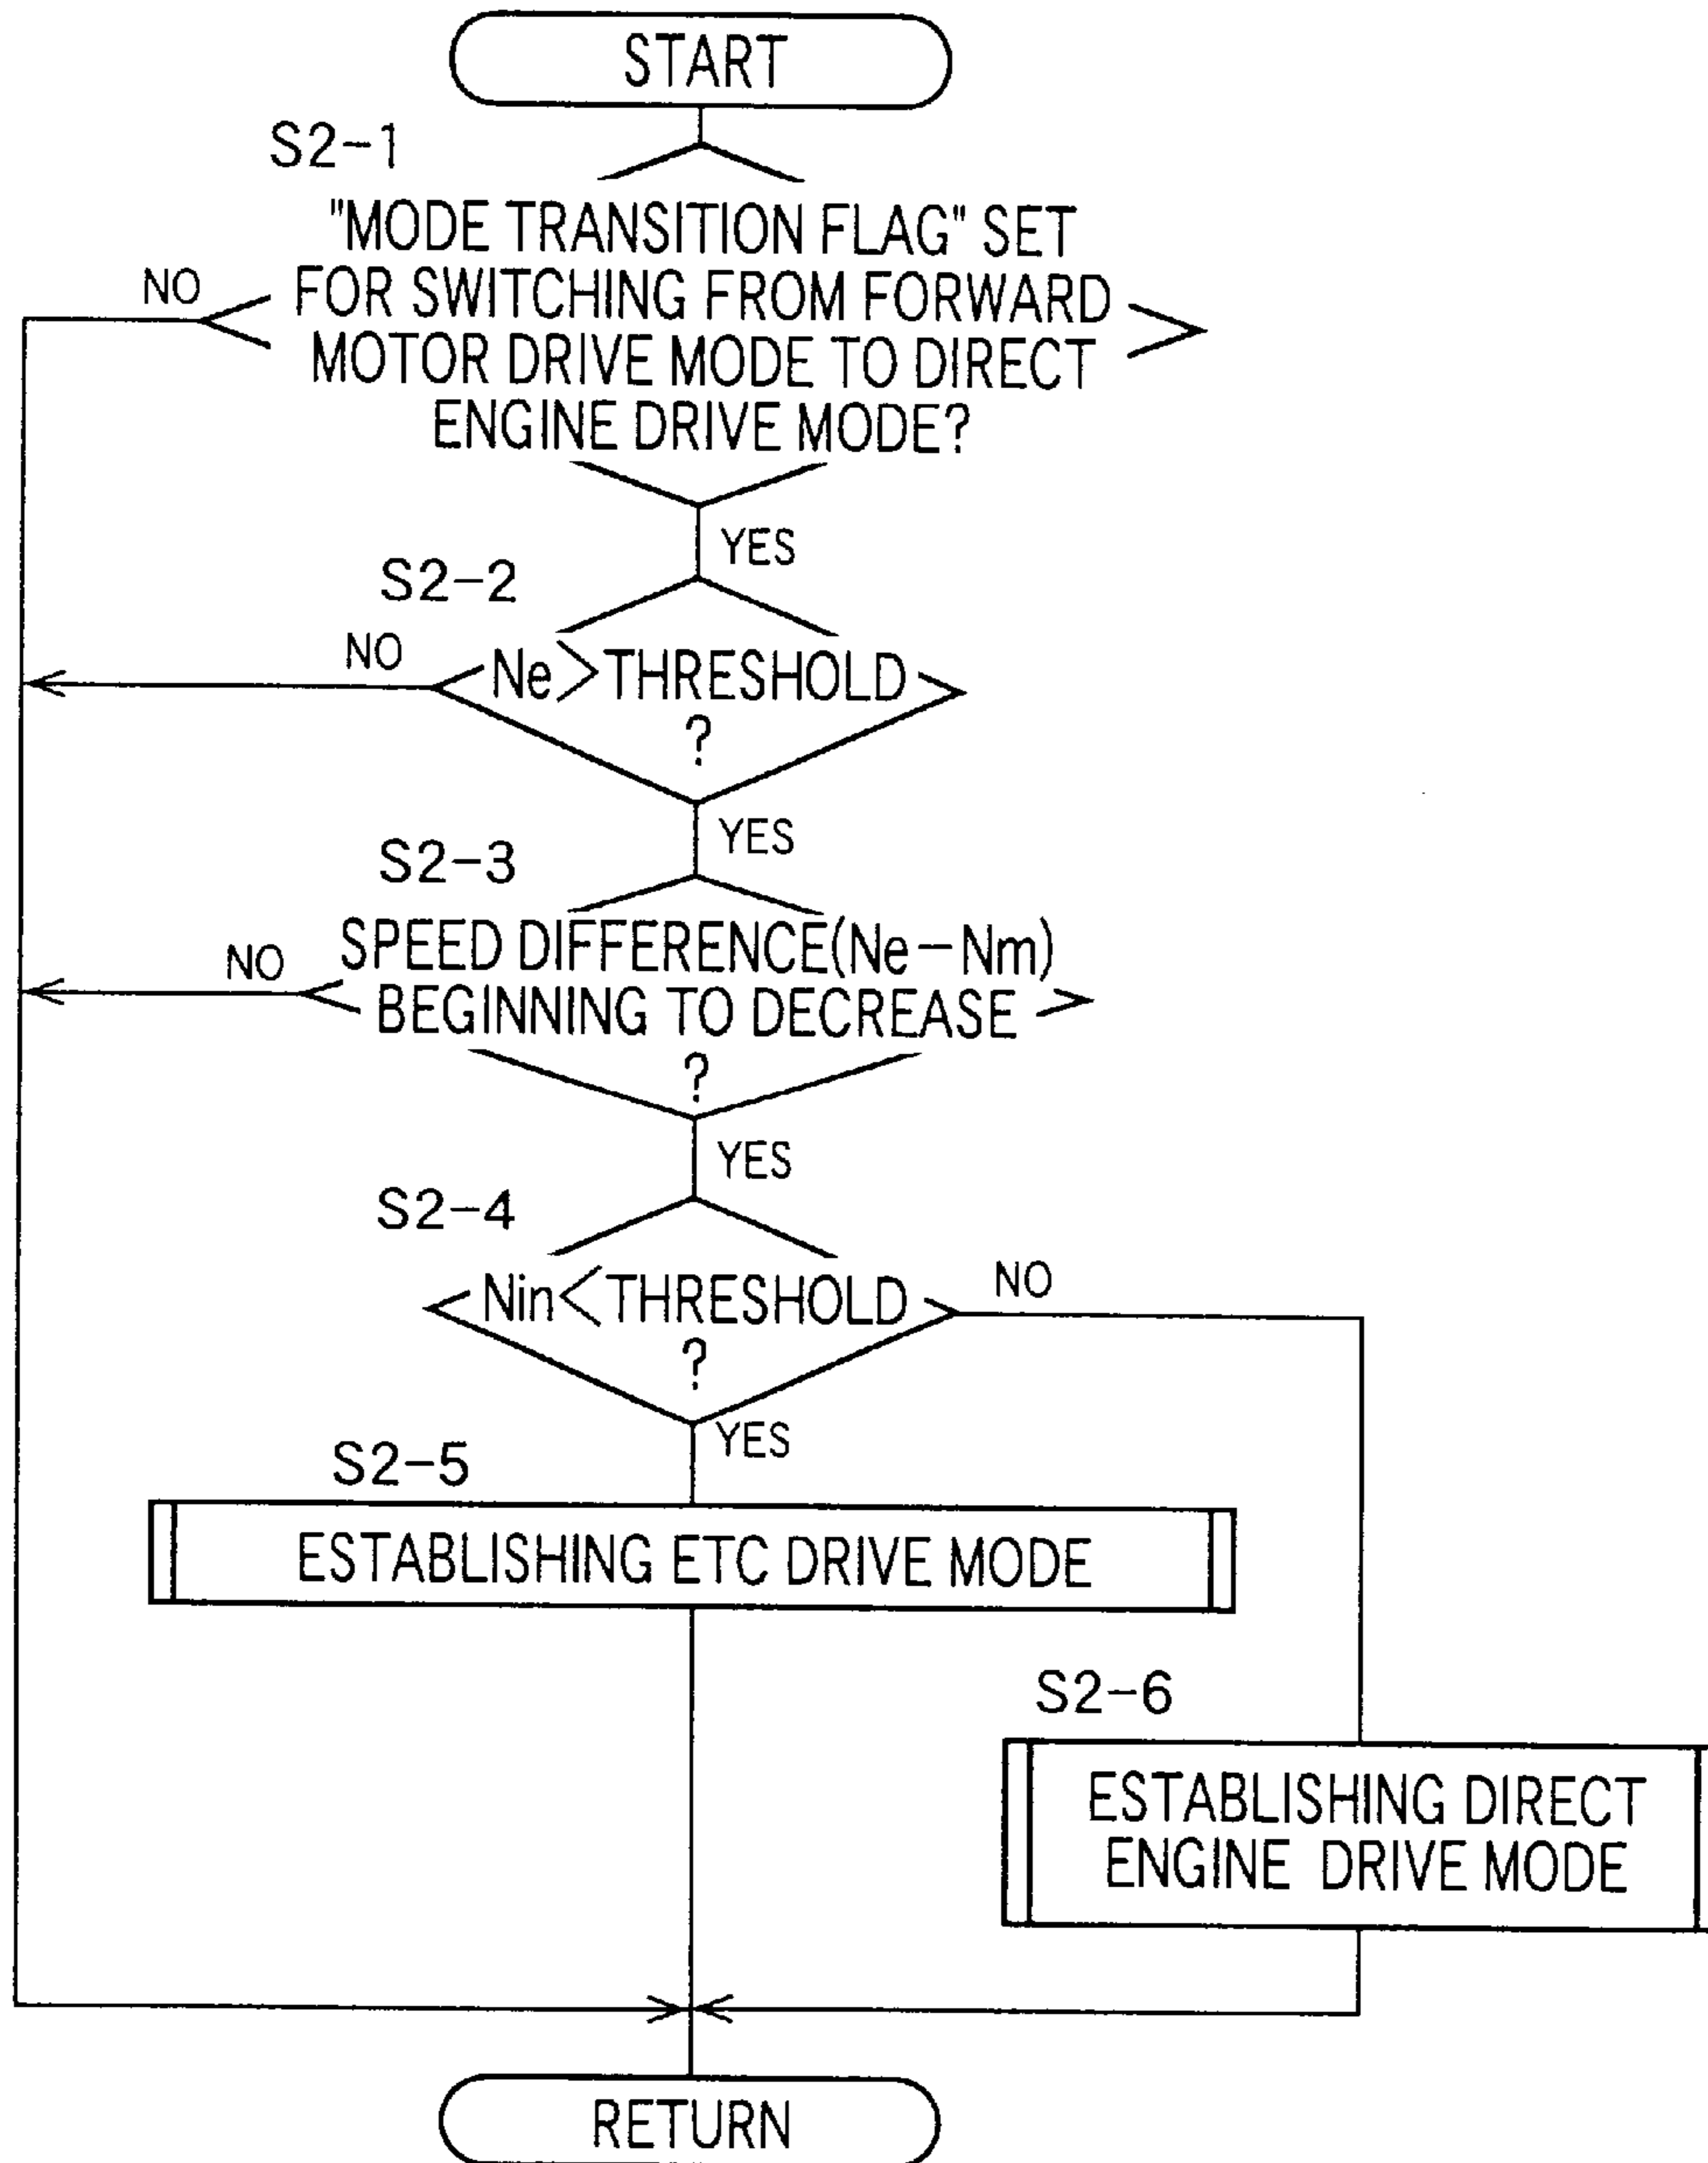 START
S2-1
"MODE TRANSITION FLAG" SET
FOR SWITCHING FROM FORWARD
MOTOR DRIVE MODE TO DIRECT
ENGINE DRIVE MODE?
NO
YES
S2-2
Ne>THRESHOLD
?
NO
YES
S2-3
SPEED DIFFERENCE(Ne-Nm)
BEGINNING TO DECREASE
?
NO
YES
S2-4
Nin<THRESHOLD
?
NO
YES
S2-5
ESTABLISHING ETC DRIVE MODE
S2-6
ESTABLISHING DIRECT
ENGINE DRIVE MODE
RETURN